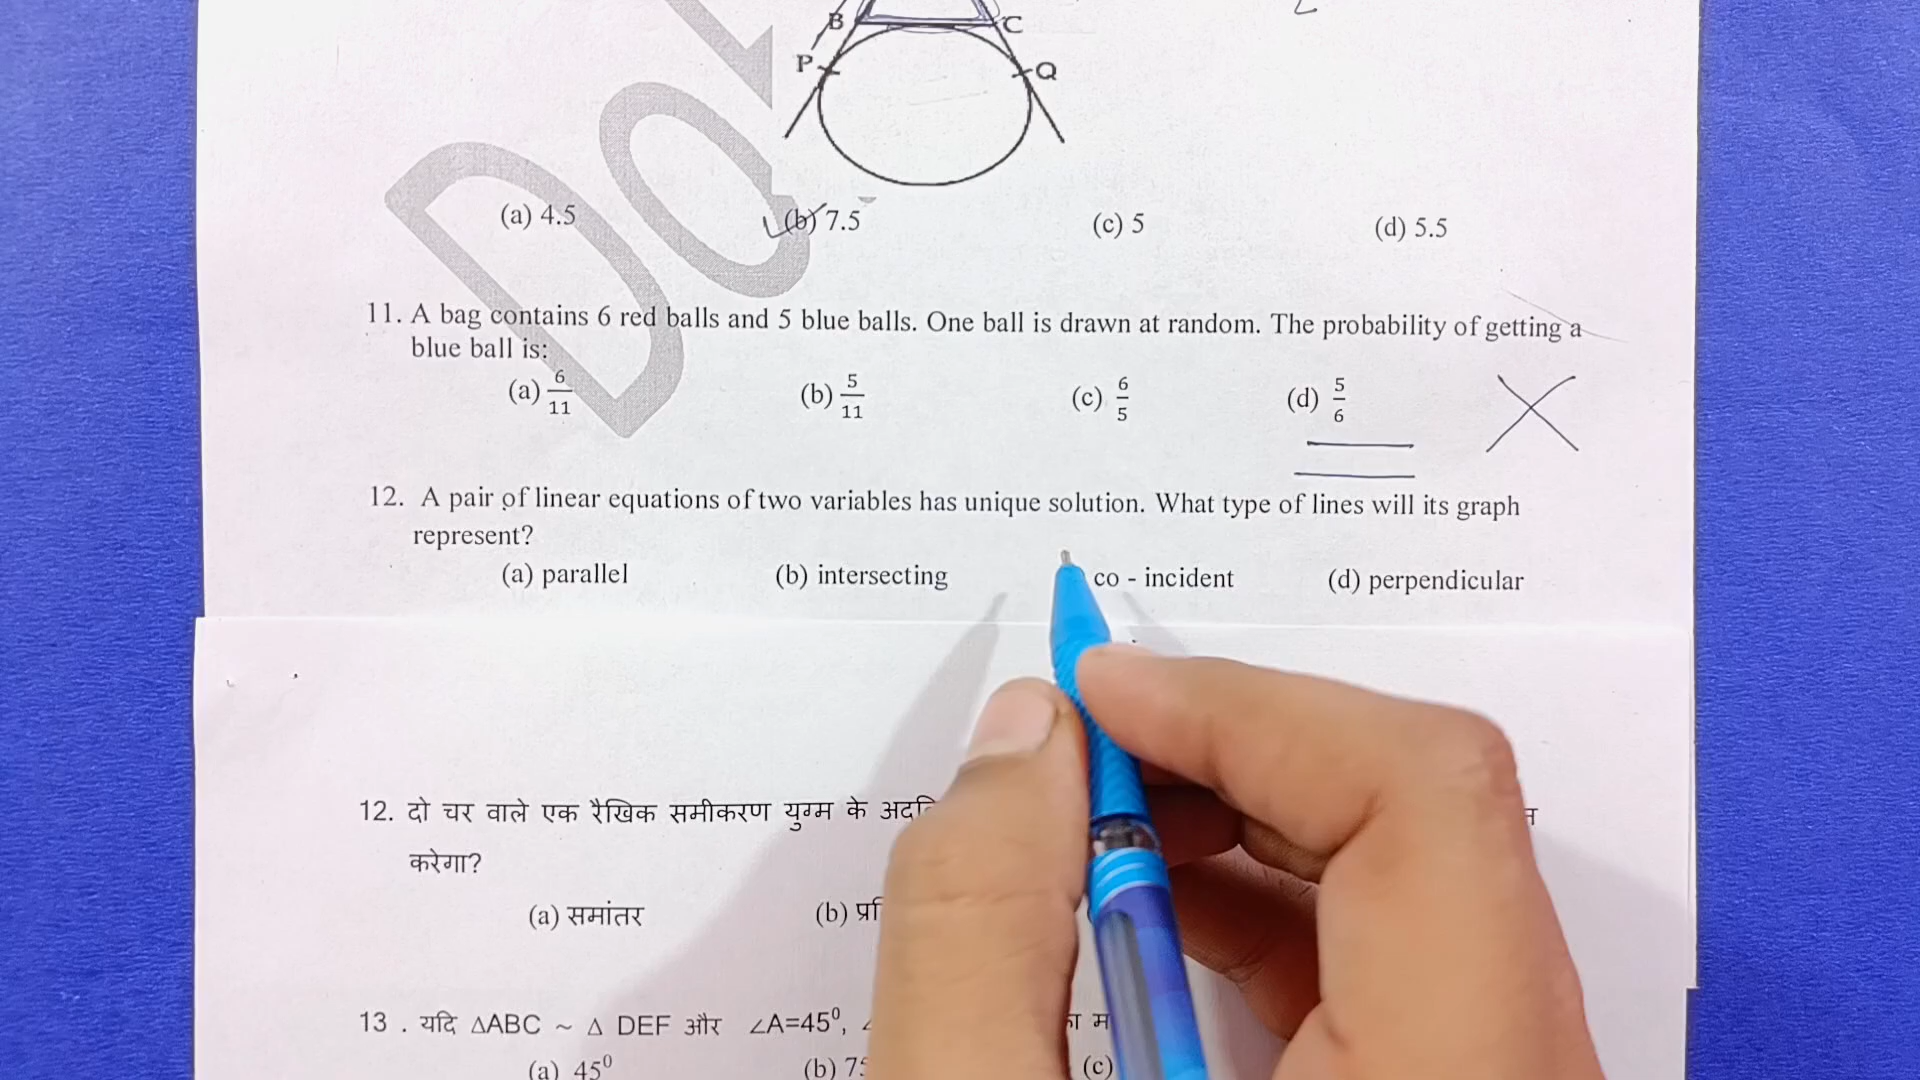 B C
P Q
(a) 4.5 (b) 7.5 (c) 5 (d) 5.5
11. A bag contains 6 red balls and 5 blue balls. One ball is drawn at random. The probability of getting a
blue ball is:
(a) 6/11 (b) 5/11 (c) 6/5 (d) 5/6
12. A pair of linear equations of two variables has unique solution. What type of lines will its graph
represent?
(a) parallel (b) intersecting co - incident (d) perpendicular
12. दो चर वाले एक रैखिक समीकरण युग्म के
करेगा?
(a) समांतर (b)
13 . यदि ΔABC ~ Δ DEF और ∠A=45⁰,
(a) 45⁰ (b) (c)